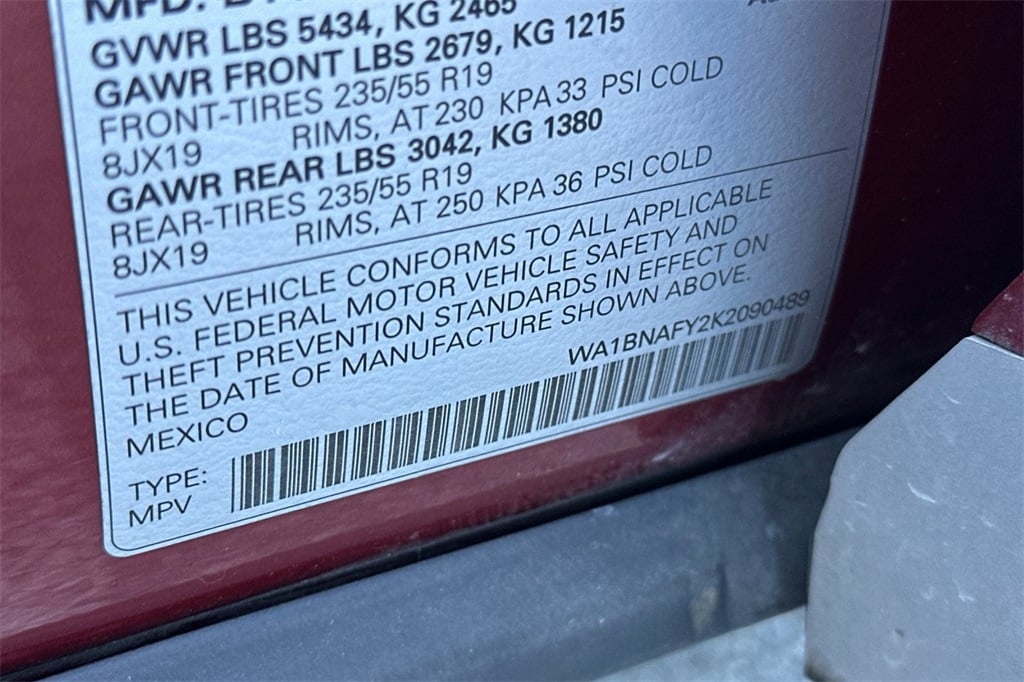 MFD. BY
GVWR LBS 5434, KG 2465
GAWR FRONT LBS 2679, KG 1215
FRONT-TIRES 235/55 R19
8JX19 RIMS, AT 230 KPA 33 PSI COLD
GAWR REAR LBS 3042, KG 1380
REAR-TIRES 235/55 R19
8JX19 RIMS, AT 250 KPA 36 PSI COLD
THIS VEHICLE CONFORMS TO ALL APPLICABLE
U.S. FEDERAL MOTOR VEHICLE SAFETY AND
THEFT PREVENTION STANDARDS IN EFFECT ON
THE DATE OF MANUFACTURE SHOWN ABOVE.
MEXICO WA1BNAFY2K2090489
TYPE:
MPV